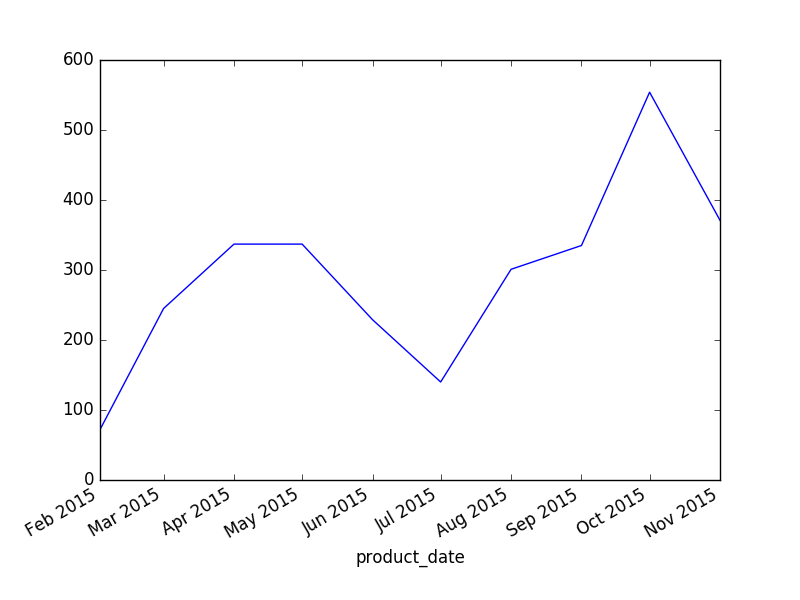 600
500
400
300
200
100
0
Feb 2015
Mar 2015
Apr 2015
May 2015
Jun 2015
Jul 2015
Aug 2015
Sep 2015
Oct 2015
Nov 2015
product_date